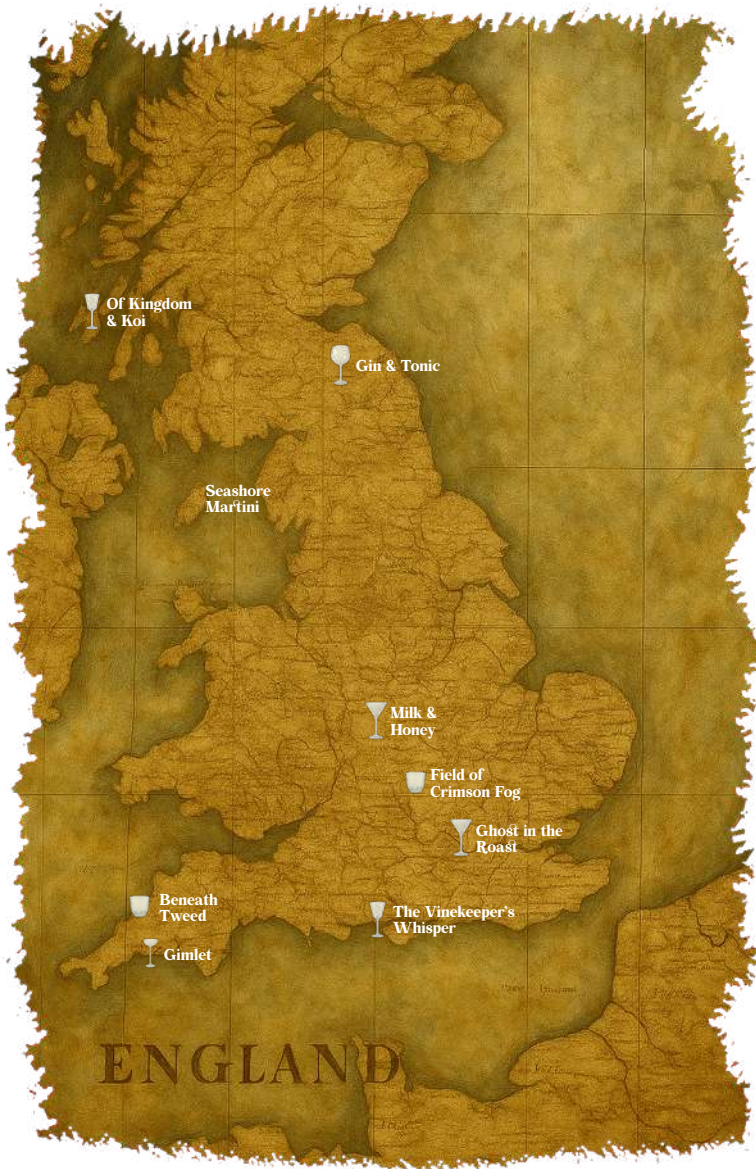 Of Kingdom
& Koi
Gin & Tonic
Seashore
Martini
Milk &
Honey
Field of
Crimson Fog
Ghost in the
Roast
Beneath
Tweed
The Vinekeeper's
Whisper
Gimlet
ENGLAND